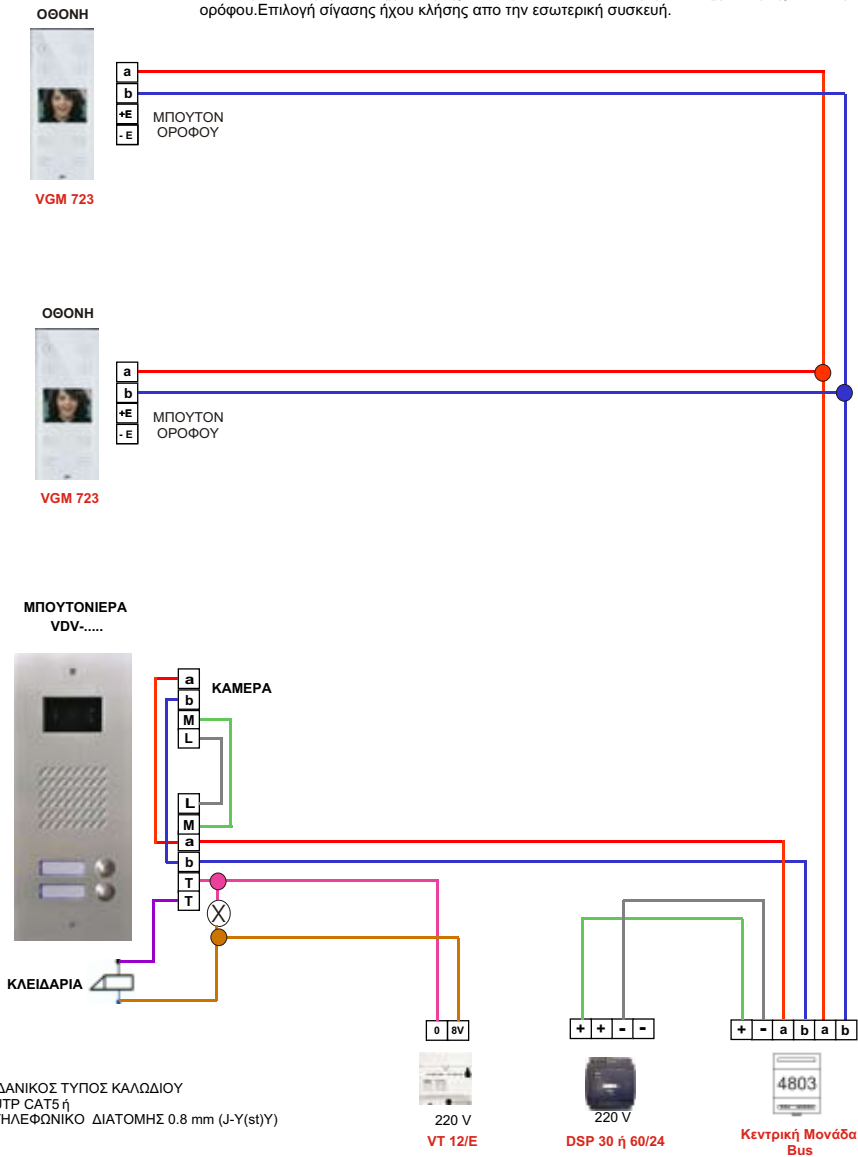 ορόφου.Επιλογή σίγασης ήχου κλήσης απο την εσωτερική συσκευή.
ΟΘΟΝΗ
a
b
+E
- E
ΜΠΟΥΤΟΝ
ΟΡΟΦΟΥ
VGM 723
ΟΘΟΝΗ
a
b
+E
- E
ΜΠΟΥΤΟΝ
ΟΡΟΦΟΥ
VGM 723
ΜΠΟΥΤΟΝΙΕΡΑ
VDV-.....
a
b
M
L
ΚΑΜΕΡΑ
L
M
a
b
T
T
X
ΚΛΕΙΔΑΡΙΑ
0 8V
+ + - -
+ - a b a b
4803
220 V
VT 12/E
220 V
DSP 30 ή 60/24
Κεντρική Μονάδα
Bus
ΔΑΝΙΚΟΣ ΤΥΠΟΣ ΚΑΛΩΔΙΟΥ
UTP CAT5 ή
ΤΗΛΕΦΩΝΙΚΟ ΔΙΑΤΟΜΗΣ 0.8 mm (J-Y(st)Y)